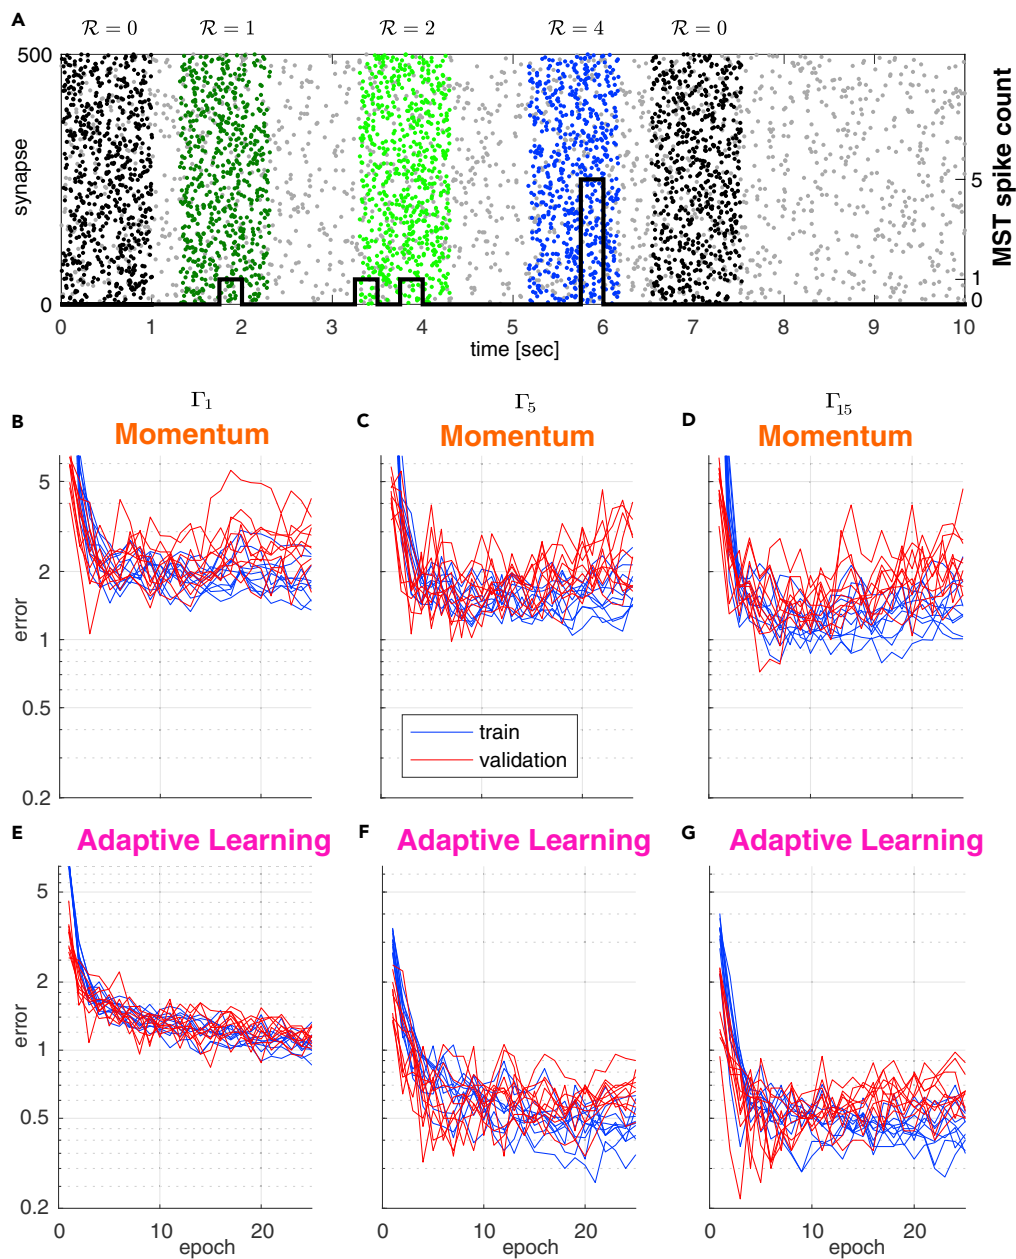 A
ℛ = 0 ℛ = 1 ℛ = 2 ℛ = 4 ℛ = 0
500
0
synapse
5
1
0
MST spike count
0 1 2 3 4 5 6 7 8 9 10
time [sec]
Γ₁ Γ₅ Γ₁₅
B C D
Momentum Momentum Momentum
5
2
1
0.5
0.2
error
train
validation
E F G
Adaptive Learning Adaptive Learning Adaptive Learning
5
2
1
0.5
0.2
error
0 20 0 10 20 0 10 20
epoch epoch epoch